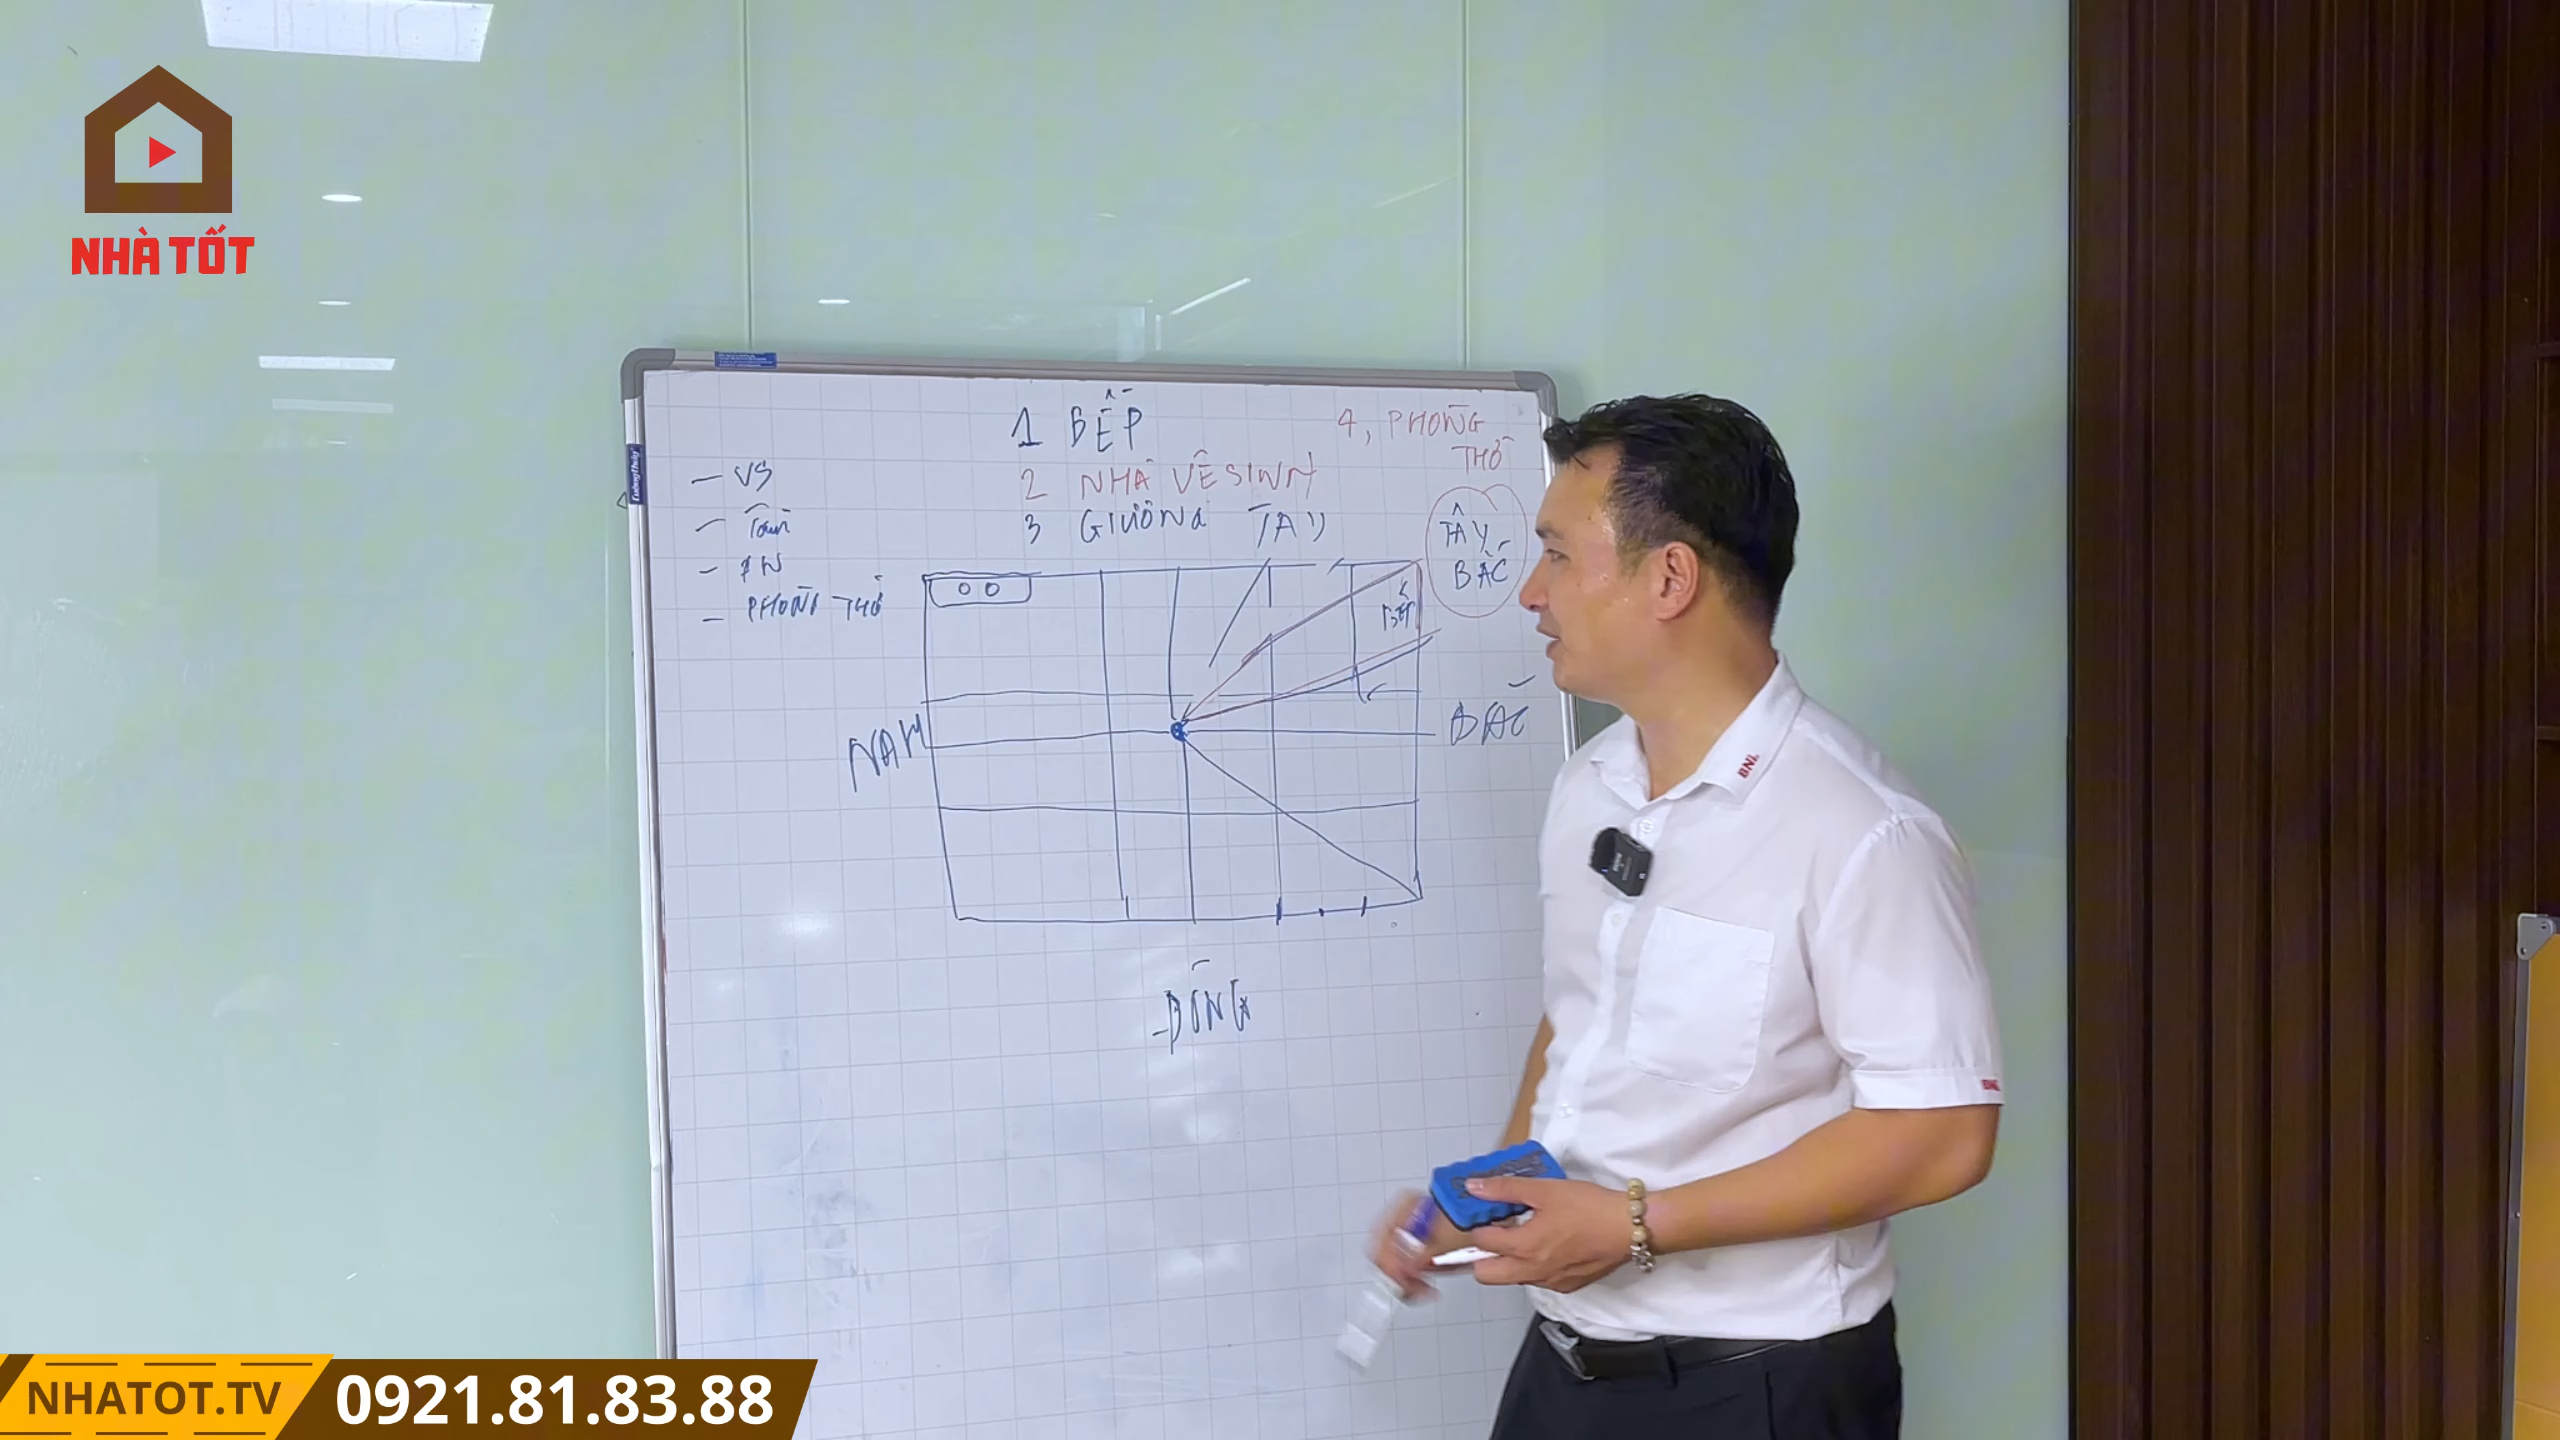 NHÀ TỐT
1 BẾP
2 NHÀ VỆ SINH
3 GIƯỜNG
TÂY
4, PHÒNG
THỜ
- VS
-
- PN
- PHÒNG THỜ
TÂY
BẮC
BẾP
NAM
BẮC
ĐÔNG
BNL
NHATOT.TV
0921.81.83.88